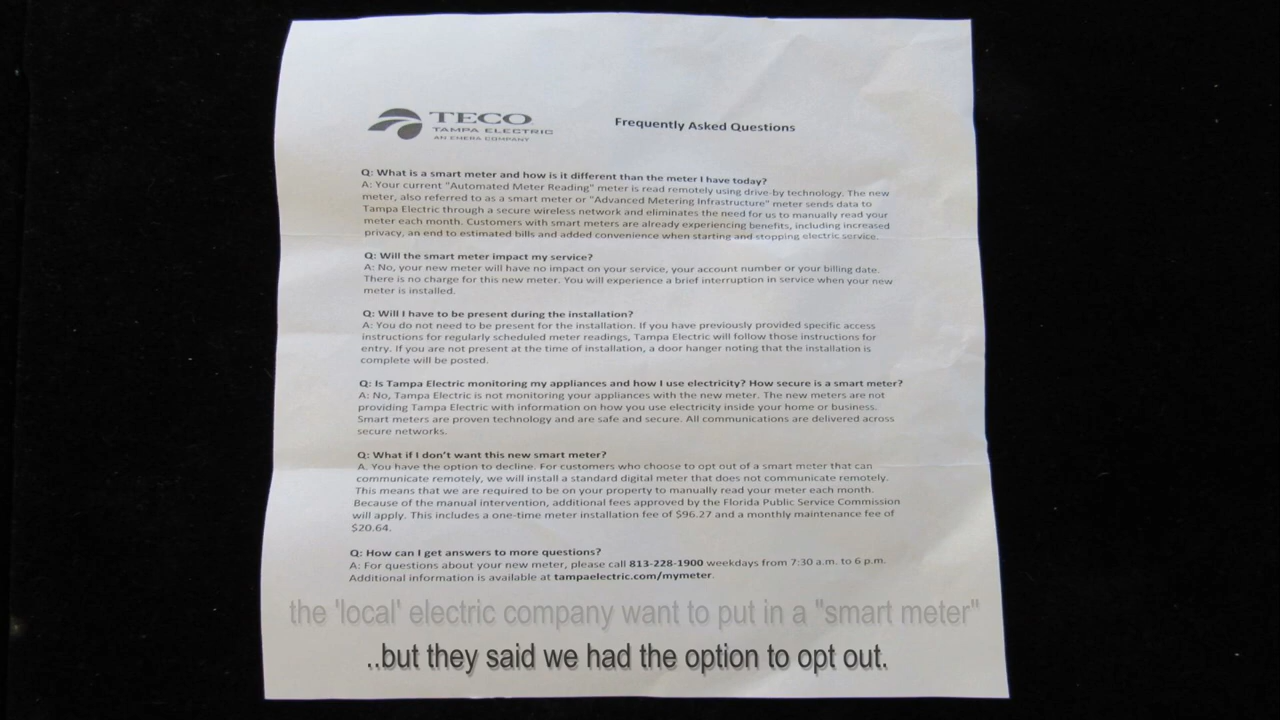 TECO
TAMPA ELECTRIC
AN EMERA COMPANY
Frequently Asked Questions
Q: What is a smart meter and how is it different than the meter I have today?
A: Your current "Automated Meter Reading" meter is read remotely using drive-by technology. The new
meter, also referred to as a smart meter or "Advanced Metering Infrastructure" meter sends data to
Tampa Electric through a secure wireless network and eliminates the need for us to manually read your
meter each month. Customers with smart meters are already experiencing benefits, including increased
privacy, an end to estimated bills and added convenience when starting and stopping electric service.
Q: Will the smart meter impact my service?
A: No, your new meter will have no impact on your service, your account number or your billing date.
There is no charge for this new meter. You will experience a brief interruption in service when your new
meter is installed.
Q: Will I have to be present during the installation?
A: You do not need to be present for the installation. If you have previously provided specific access
instructions for regularly scheduled meter readings, Tampa Electric will follow those instructions for
entry. If you are not present at the time of installation, a door hanger noting that the installation is
complete will be posted.
Q: Is Tampa Electric monitoring my appliances and how I use electricity? How secure is a smart meter?
A: No, Tampa Electric is not monitoring your appliances with the new meter. The new meters are not
providing Tampa Electric with information on how you use electricity inside your home or business.
Smart meters are proven technology and are safe and secure. All communications are delivered across
secure networks.
Q: What if I don't want this new smart meter?
A. You have the option to decline. For customers who choose to opt out of a smart meter that can
communicate remotely, we will install a standard digital meter that does not communicate remotely.
This means that we are required to be on your property to manually read your meter each month.
Because of the manual intervention, additional fees approved by the Florida Public Service Commission
will apply. This includes a one-time meter installation fee of $96.27 and a monthly maintenance fee of
$20.64.
Q: How can I get answers to more questions?
A: For questions about your new meter, please call 813-228-1900 weekdays from 7:30 a.m. to 6 p.m.
Additional information is available at tampaelectric.com/mymeter.
the 'local' electric company want to put in a "smart meter"
..but they said we had the option to opt out.